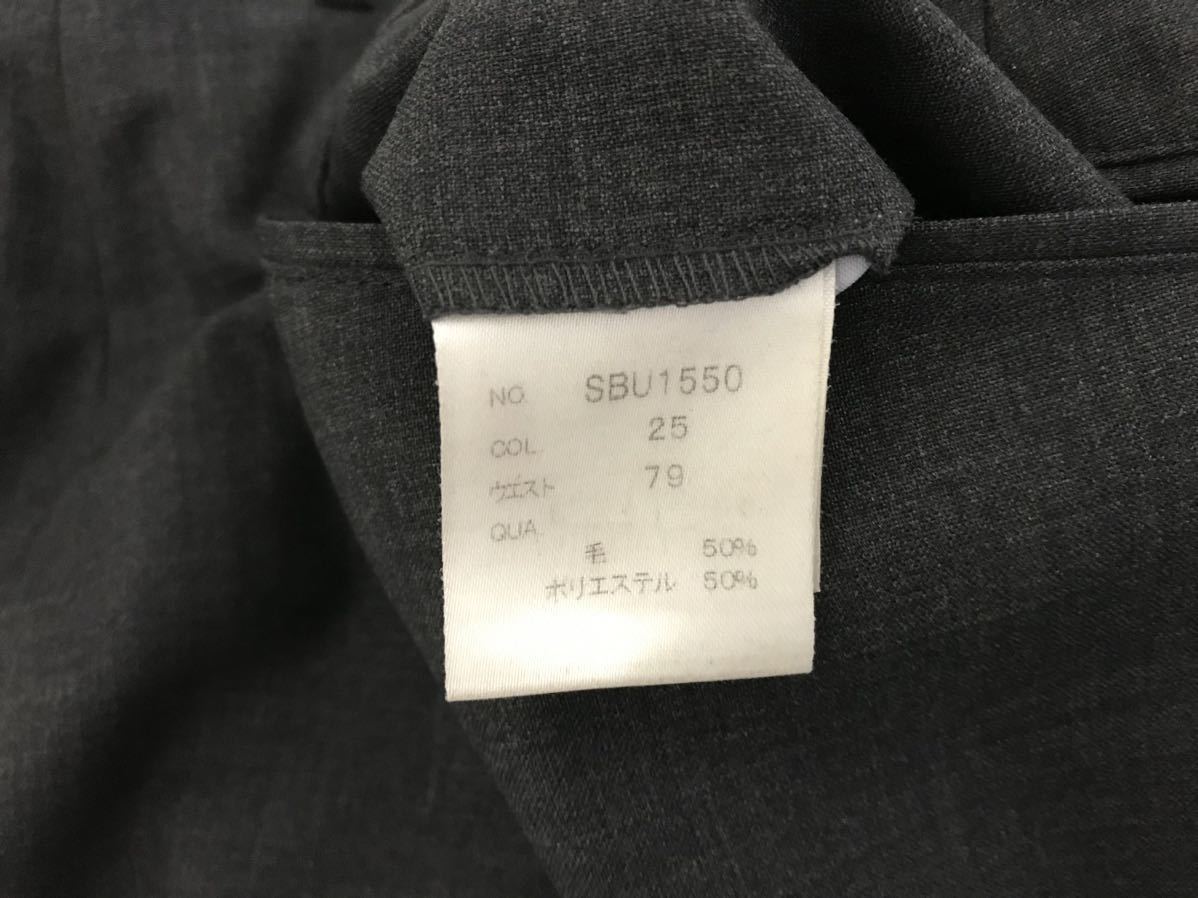 NO. SBU1550
COL. 25
ウエスト 79
QUA.
毛 50%
ポリエステル 50%